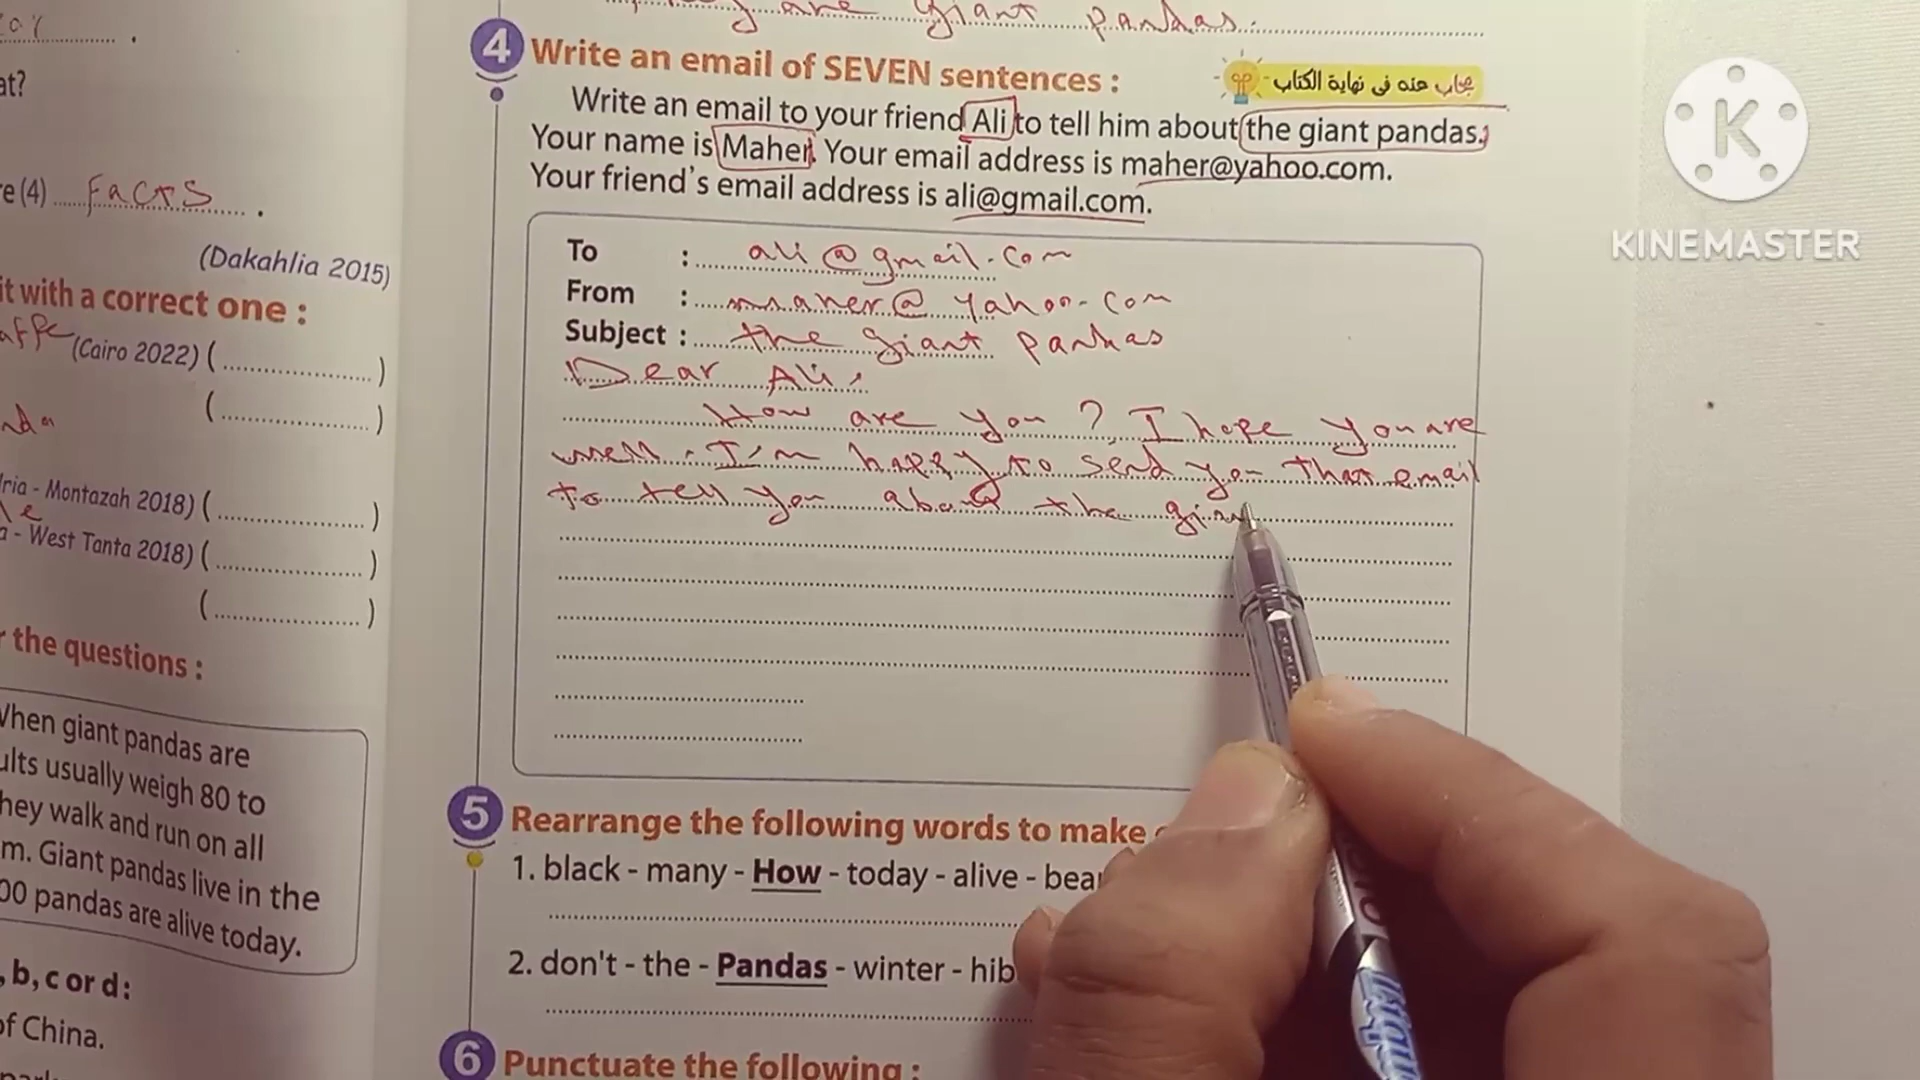 y are giant pandas.
4 Write an email of SEVEN sentences :
مجاب عنه فى نهاية الكتاب
Write an email to your friend Ali to tell him about the giant pandas.
Your name is Maher. Your email address is maher@yahoo.com.
Your friend's email address is ali@gmail.com.
To : ali@gmail.com
From : maher@yahoo.com
Subject : the giant pandas
Dear Ali,
How are you? I hope you are
well. I'm happy to send you that email
to tell you about the gian
5 Rearrange the following words to make
1. black - many - How - today - alive - bea
2. don't - the - Pandas - winter - hib
6 Punctuate the following :
at?
re (4) Facts .
(Dakahlia 2015)
it with a correct one :
affe (Cairo 2022) (.....)
(.....)
nda
lria - Montazah 2018) (.....)
a - West Tanta 2018) (.....)
(.....)
r the questions :
When giant pandas are
ults usually weigh 80 to
hey walk and run on all
m. Giant pandas live in the
00 pandas are alive today.
, b, c or d :
of China.
K
KINEMASTER